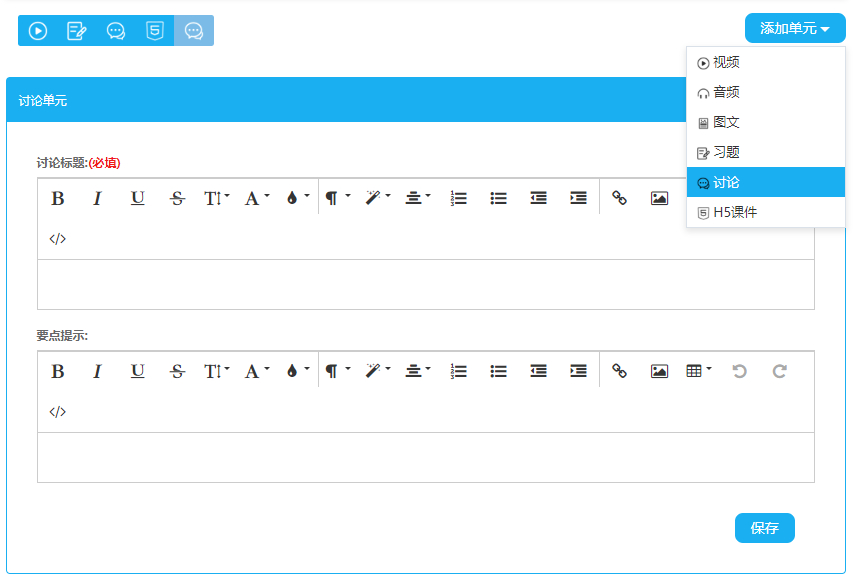 添加单元
视频
音频
图文
习题
讨论
H5课件
讨论单元
讨论标题:(必填)
B I U S T A
</>
要点提示:
B I U S T A
</>
保存